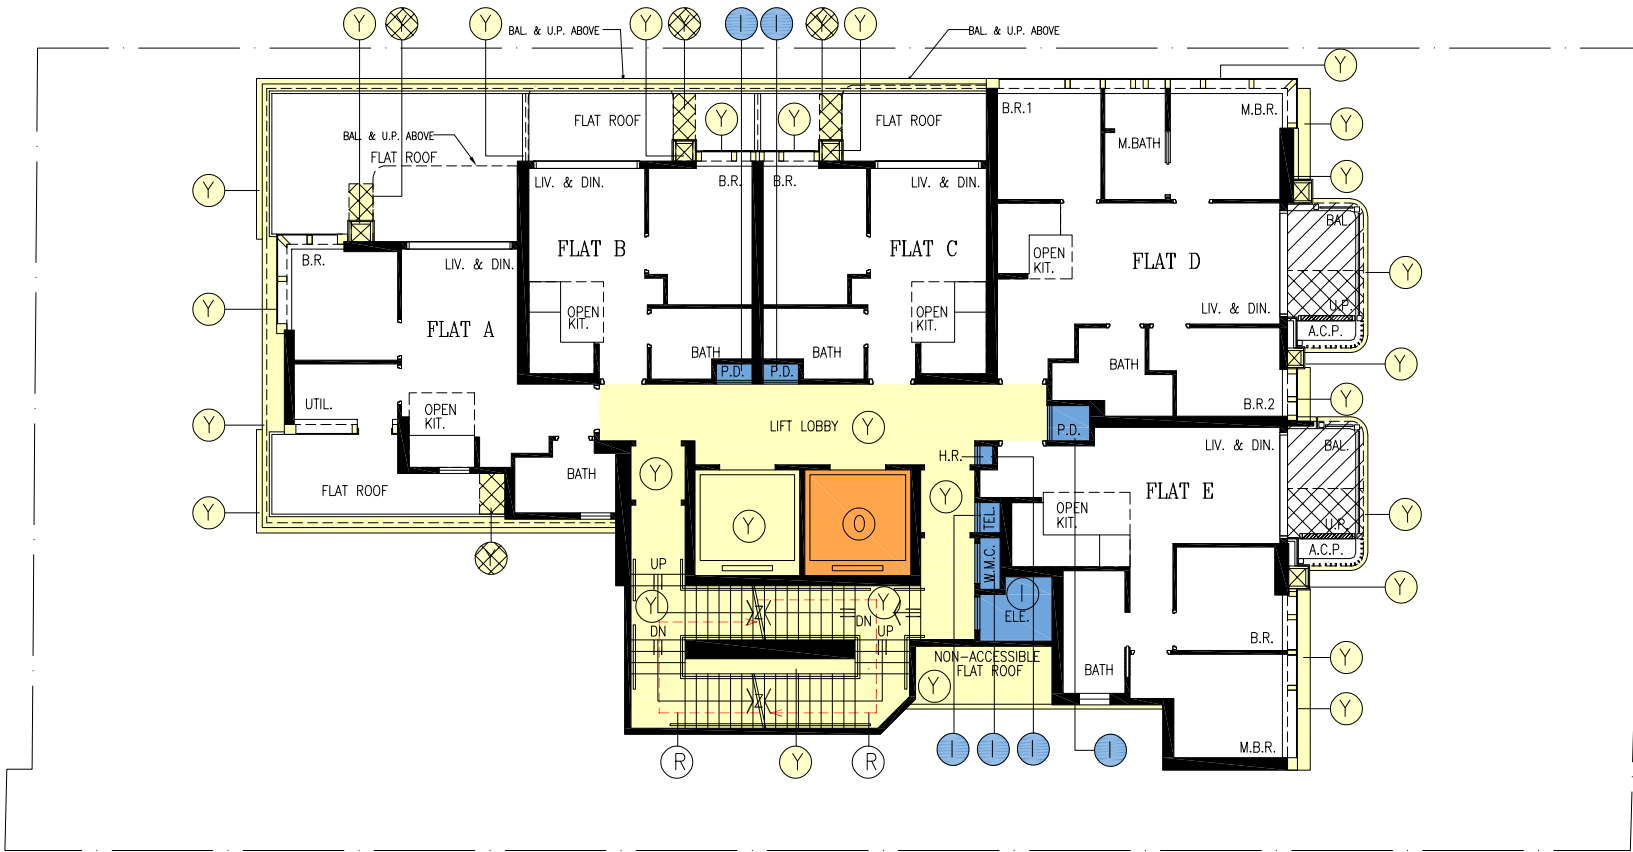 Y Y Y Y Y I I Y Y
BAL. & U.P. ABOVE
BAL. & U.P. ABOVE
Y
Y Y
B.R.1
M.B.R.
Y
FLAT ROOF
FLAT ROOF
M.BATH
BAL. & U.P. ABOVE
FLAT ROOF
Y
Y
LIV. & DIN.
B.R.
B.R.
LIV. & DIN.
BAL.
FLAT B
FLAT C
FLAT D
OPEN
KIT.
Y
B.R.
LIV. & DIN.
Y
OPEN
KIT.
OPEN
KIT.
LIV. & DIN.
U.P.
FLAT A
A.C.P.
BATH
BATH
BATH
Y
P.D.
P.D.
UTIL.
OPEN
KIT.
B.R.2
Y
Y
LIFT LOBBY
Y
P.D.
LIV. & DIN.
BAL.
H.R.
BATH
Y
Y
FLAT ROOF
FLAT E
OPEN
KIT.
Y
Y
O
TEL.
U.P.
Y
Y
W.M.C.
A.C.P.
UP
Y
Y
Y
I
ELE.
DN
DN
UP
B.R.
NON-ACCESSIBLE
FLAT ROOF
Y
BATH
Y
Y
M.B.R.
R
Y
R
I
I
I
I